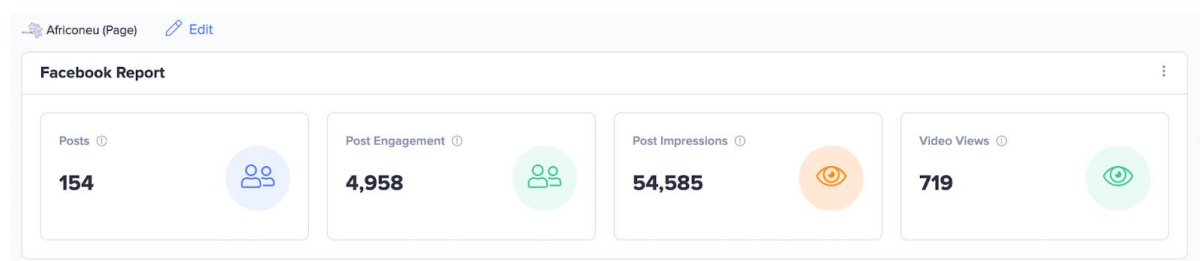 Africoneu (Page) Edit
Facebook Report
Posts
154
Post Engagement
4,958
Post Impressions
54,585
Video Views
719